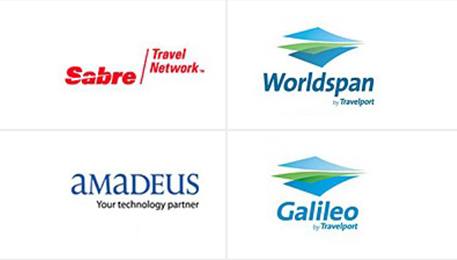 Sabre Travel
Network™
Worldspan
by Travelport
amadeus
Your technology partner
Galileo
by Travelport